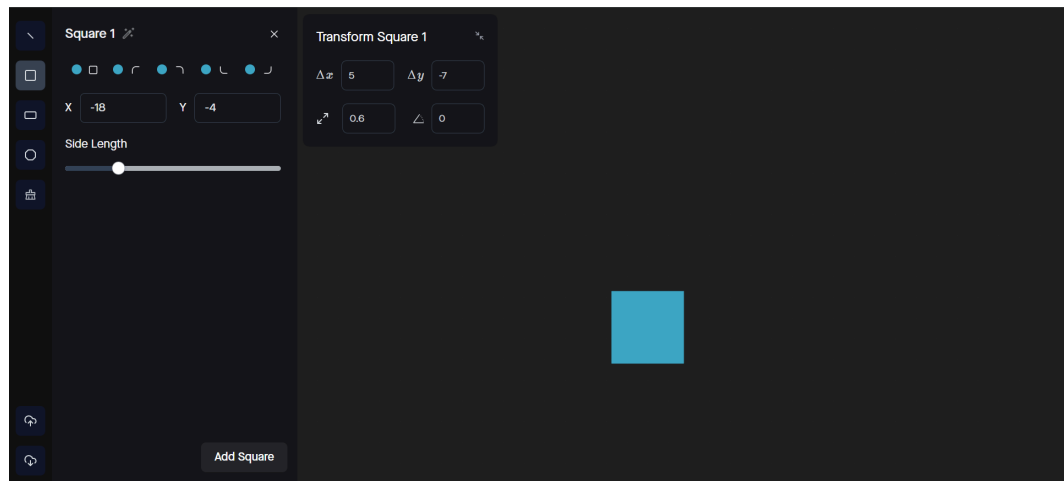 Square 1
X -18 Y -4
Side Length
Add Square
Transform Square 1
Δx 5 Δy -7
0.6 0